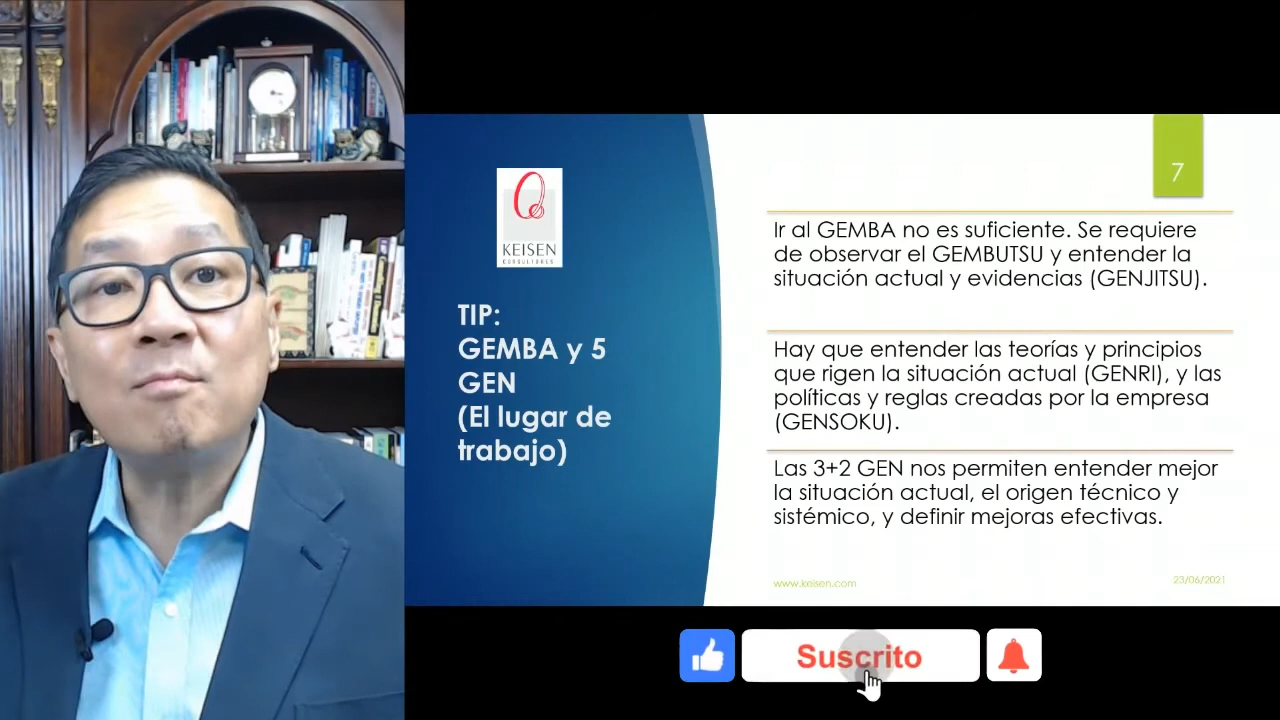 KEISEN
CONSULTORES
TIP:
GEMBA y 5
GEN
(El lugar de
trabajo)
7
Ir al GEMBA no es suficiente. Se requiere
de observar el GEMBUTSU y entender la
situación actual y evidencias (GENJITSU).
Hay que entender las teorías y principios
que rigen la situación actual (GENRI), y las
políticas y reglas creadas por la empresa
(GENSOKU).
Las 3+2 GEN nos permiten entender mejor
la situación actual, el origen técnico y
sistémico, y definir mejoras efectivas.
www.keisen.com
23/06/2021
Suscrito